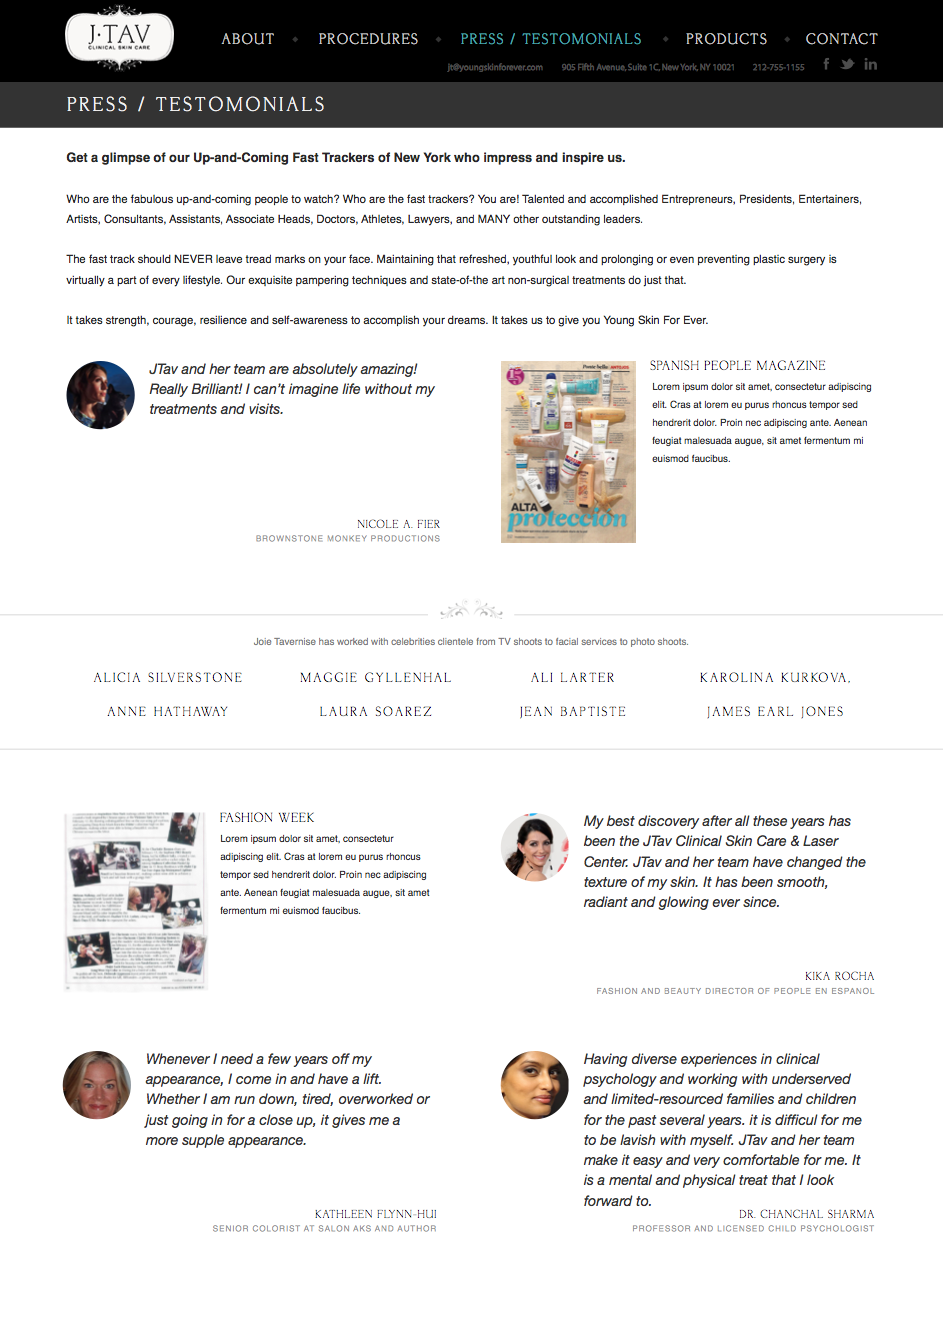 J·TAV
CLINICAL SKIN CARE
ABOUT
PROCEDURES
PRESS / TESTOMONIALS
PRODUCTS
CONTACT
jt@youngskinforever.com
905 Fifth Avenue, Suite 1C, New York, NY 10021
212-755-1155
PRESS / TESTOMONIALS
Get a glimpse of our Up-and-Coming Fast Trackers of New York who impress and inspire us.
Who are the fabulous up-and-coming people to watch? Who are the fast trackers? You are! Talented and accomplished Entrepreneurs, Presidents, Entertainers,
Artists, Consultants, Assistants, Associate Heads, Doctors, Athletes, Lawyers, and MANY other outstanding leaders.
The fast track should NEVER leave tread marks on your face. Maintaining that refreshed, youthful look and prolonging or even preventing plastic surgery is
virtually a part of every lifestyle. Our exquisite pampering techniques and state-of-the art non-surgical treatments do just that.
It takes strength, courage, resilience and self-awareness to accomplish your dreams. It takes us to give you Young Skin For Ever.
JTav and her team are absolutely amazing!
Really Brilliant! I can't imagine life without my
treatments and visits.
NICOLE A. FIER
BROWNSTONE MONKEY PRODUCTIONS
Ponte bella
15
ALTA
protección
SPANISH PEOPLE MAGAZINE
Lorem ipsum dolor sit amet, consectetur adipiscing
elit. Cras at lorem eu purus rhoncus tempor sed
hendrerit dolor. Proin nec adipiscing ante. Aenean
feugiat malesuada augue, sit amet fermentum mi
euismod faucibus.
Joie Tavernise has worked with celebrities clientele from TV shoots to facial services to photo shoots.
ALICIA SILVERSTONE
MAGGIE GYLLENHAL
ALI LARTER
KAROLINA KURKOVA,
ANNE HATHAWAY
LAURA SOAREZ
JEAN BAPTISTE
JAMES EARL JONES
FASHION WEEK
Lorem ipsum dolor sit amet, consectetur
adipiscing elit. Cras at lorem eu purus rhoncus
tempor sed hendrerit dolor. Proin nec adipiscing
ante. Aenean feugiat malesuada augue, sit amet
fermentum mi euismod faucibus.
My best discovery after all these years has
been the JTav Clinical Skin Care & Laser
Center. JTav and her team have changed the
texture of my skin. It has been smooth,
radiant and glowing ever since.
KIKA ROCHA
FASHION AND BEAUTY DIRECTOR OF PEOPLE EN ESPANOL
Whenever I need a few years off my
appearance, I come in and have a lift.
Whether I am run down, tired, overworked or
just going in for a close up, it gives me a
more supple appearance.
KATHLEEN FLYNN-HUI
SENIOR COLORIST AT SALON AKS AND AUTHOR
Having diverse experiences in clinical
psychology and working with underserved
and limited-resourced families and children
for the past several years. it is difficult for me
to be lavish with myself. JTav and her team
make it easy and very comfortable for me. It
is a mental and physical treat that I look
forward to.
DR. CHANCHAL SHARMA
PROFESSOR AND LICENSED CHILD PSYCHOLOGIST